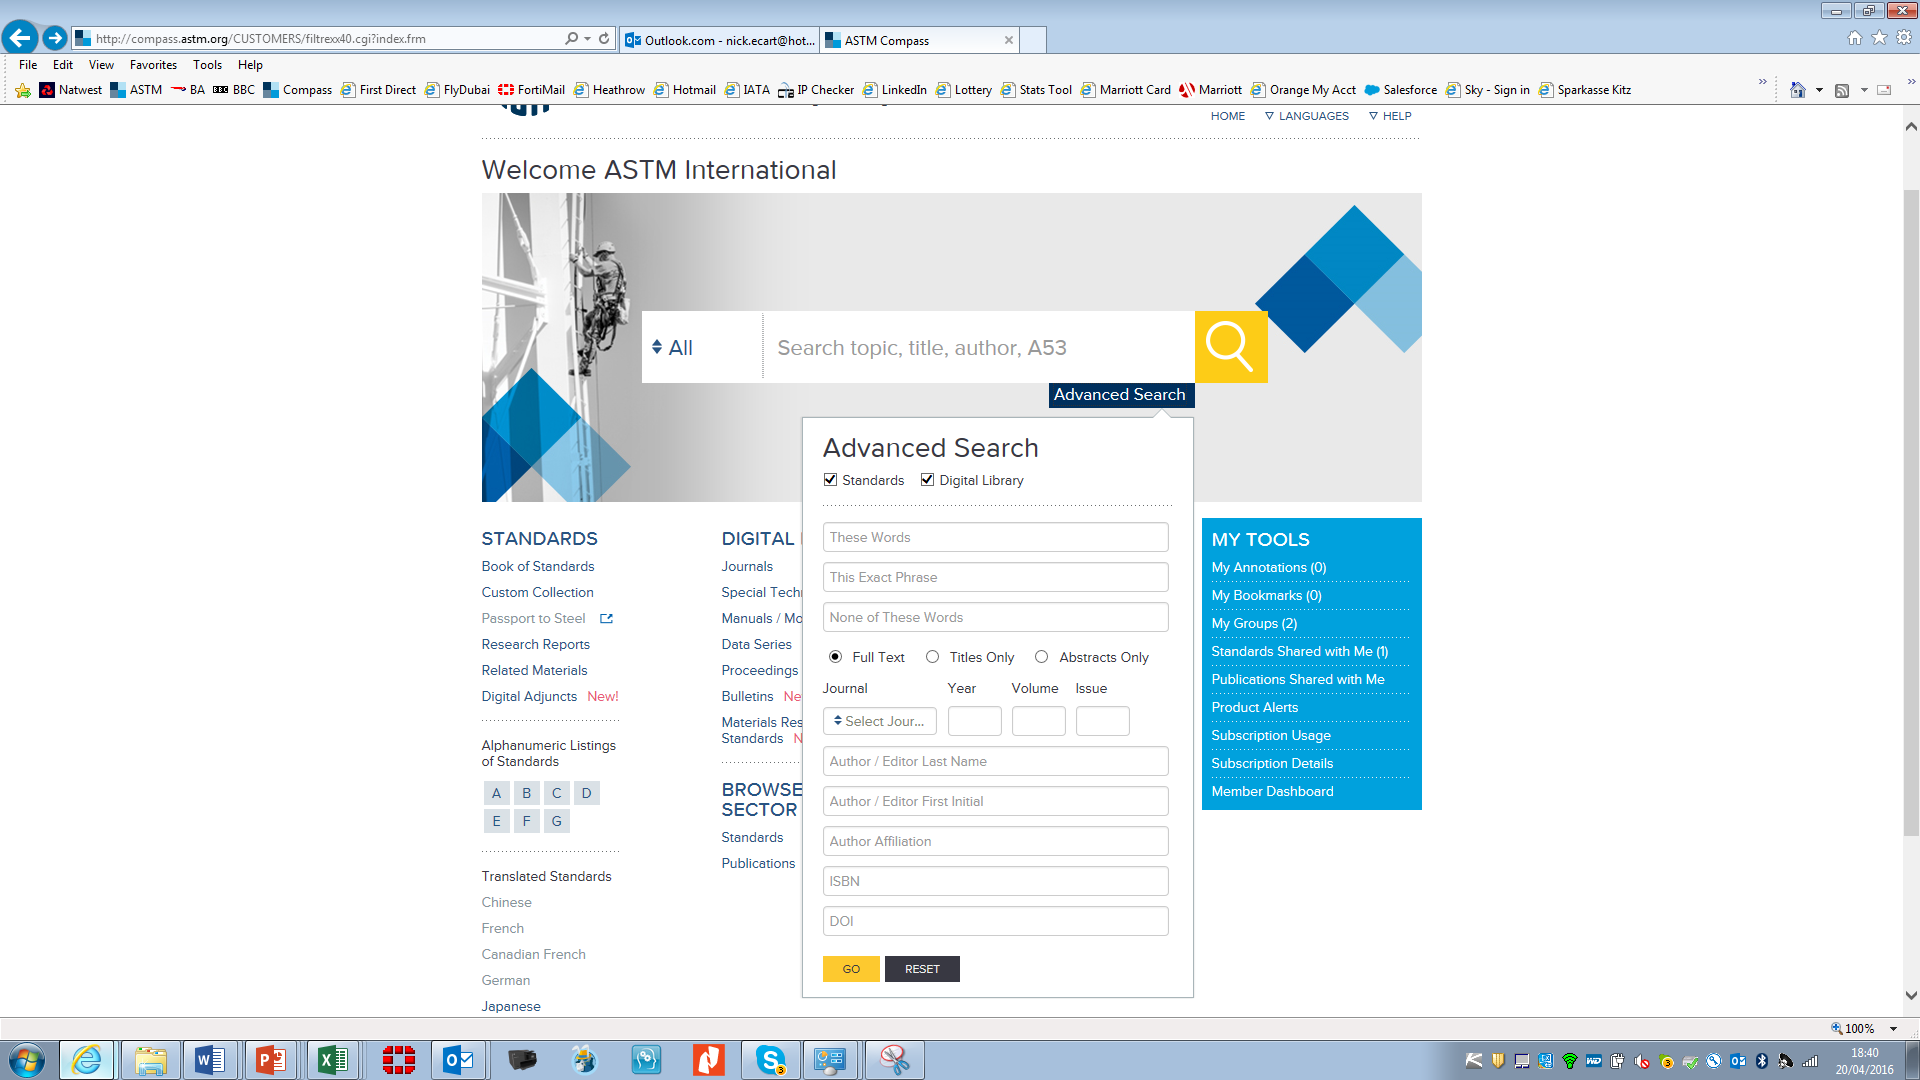 http://compass.astm.org/CUSTOMERS/filtrexx40.cgi?index.frm
Outlook.com - nick.ecart@hot...
ASTM Compass
File Edit View Favorites Tools Help
Natwest ASTM BA BBC Compass First Direct FlyDubai FortiMail Heathrow Hotmail IATA IP Checker LinkedIn Lottery Stats Tool Marriott Card Marriott Orange My Acct Salesforce Sky - Sign in Sparkasse Kitz
HOME LANGUAGES HELP
Welcome ASTM International
All
Search topic, title, author, A53
Advanced Search
Advanced Search
Standards Digital Library
These Words
This Exact Phrase
None of These Words
Full Text Titles Only Abstracts Only
Journal Year Volume Issue
Select Jour...
Author / Editor Last Name
Author / Editor First Initial
Author Affiliation
ISBN
DOI
GO RESET
STANDARDS
Book of Standards
Custom Collection
Passport to Steel
Research Reports
Related Materials
Digital Adjuncts New!
Alphanumeric Listings
of Standards
A B C D
E F G
Translated Standards
Chinese
French
Canadian French
German
Japanese
DIGITAL
Journals
Special Tech
Manuals / Mo
Data Series
Proceedings
Bulletins Ne
Materials Res
Standards N
BROWSE
SECTOR
Standards
Publications
MY TOOLS
My Annotations (0)
My Bookmarks (0)
My Groups (2)
Standards Shared with Me (1)
Publications Shared with Me
Product Alerts
Subscription Usage
Subscription Details
Member Dashboard
100%
18:40
20/04/2016